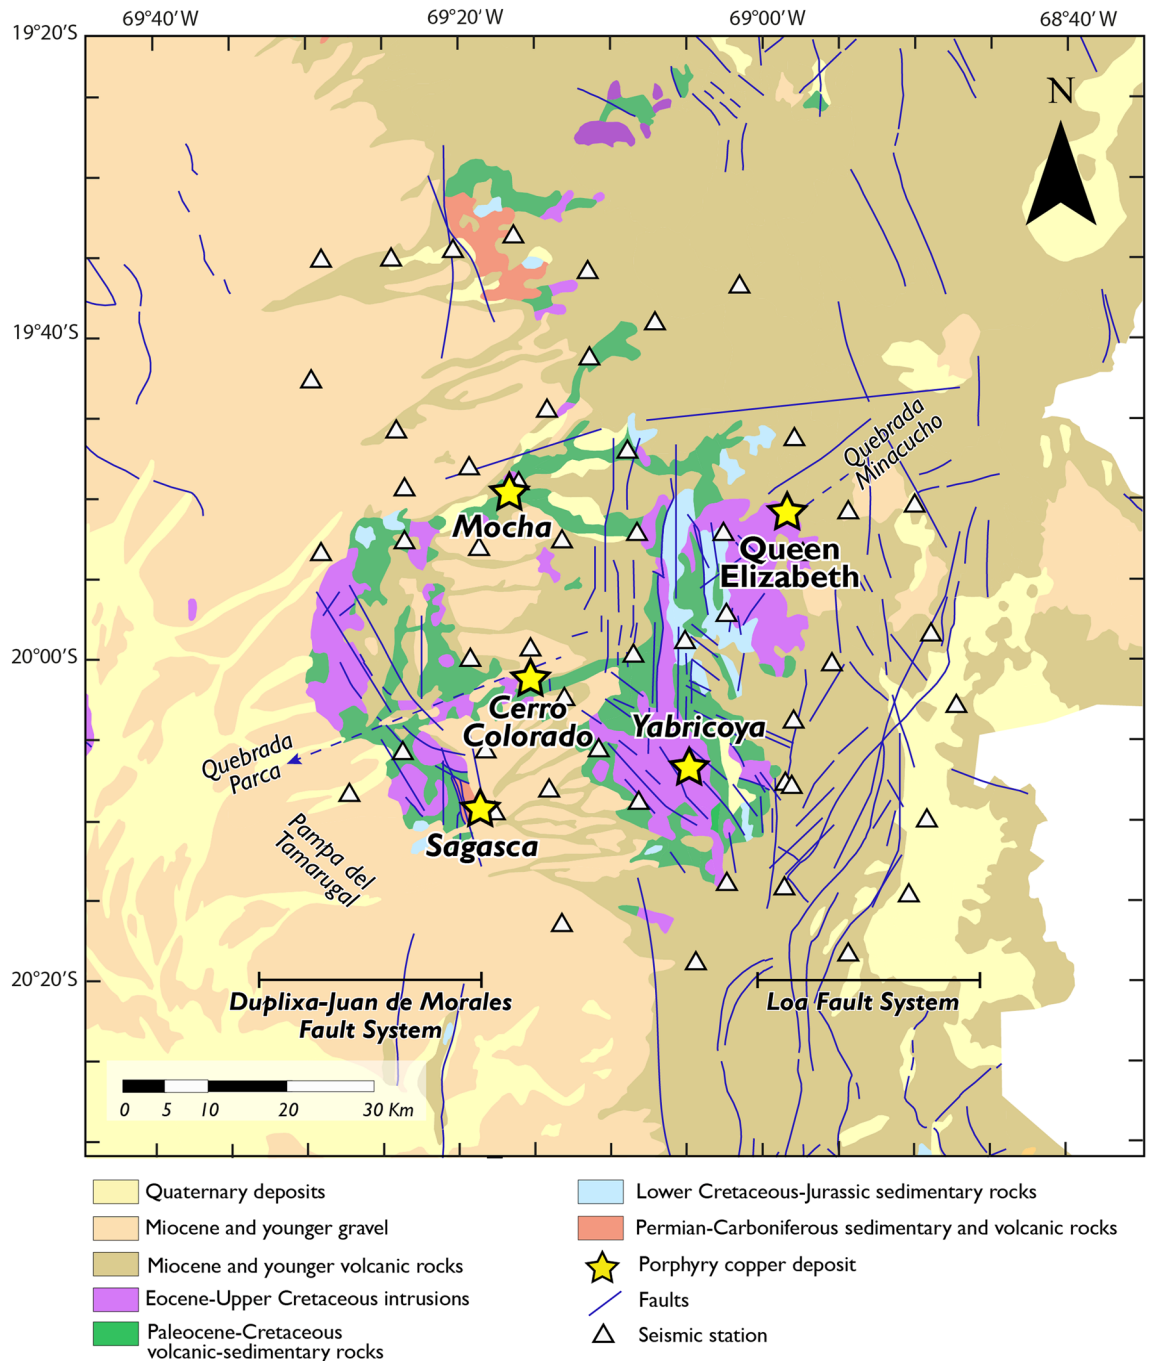 69°40'W 69°20'W 69°00'W 68°40'W
19°20'S
N
19°40'S
Quebrada
Minacucho
Mocha
Queen
Elizabeth
20°00'S
Cerro
Colorado
Yabricoya
Quebrada
Parca
Sagasca
Pampa del
Tamarugal
20°20'S
Duplixa-Juan de Morales
Fault System
Loa Fault System
0 5 10 20 30 Km
Quaternary deposits
Miocene and younger gravel
Miocene and younger volcanic rocks
Eocene-Upper Cretaceous intrusions
Paleocene-Cretaceous
volcanic-sedimentary rocks
Lower Cretaceous-Jurassic sedimentary rocks
Permian-Carboniferous sedimentary and volcanic rocks
Porphyry copper deposit
Faults
Seismic station